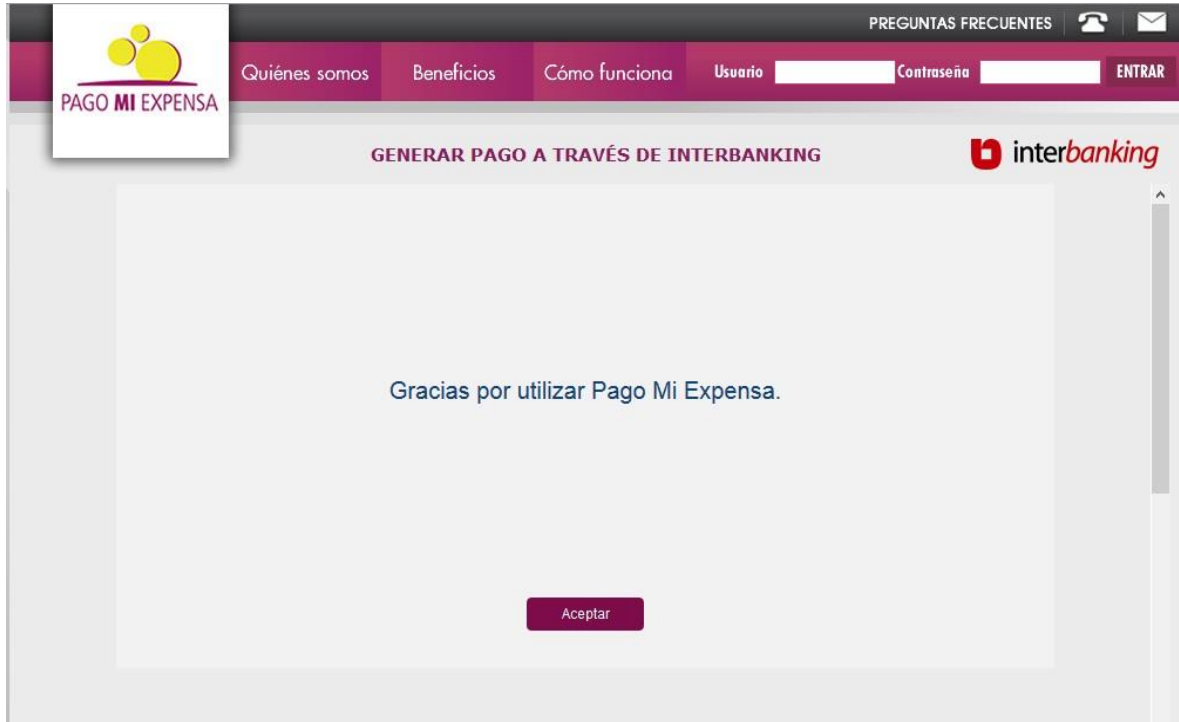 PREGUNTAS FRECUENTES
PAGO MI EXPENSA
Quiénes somos Beneficios Cómo funciona Usuario Contraseña ENTRAR
GENERAR PAGO A TRAVÉS DE INTERBANKING
interbanking
Gracias por utilizar Pago Mi Expensa.
Aceptar